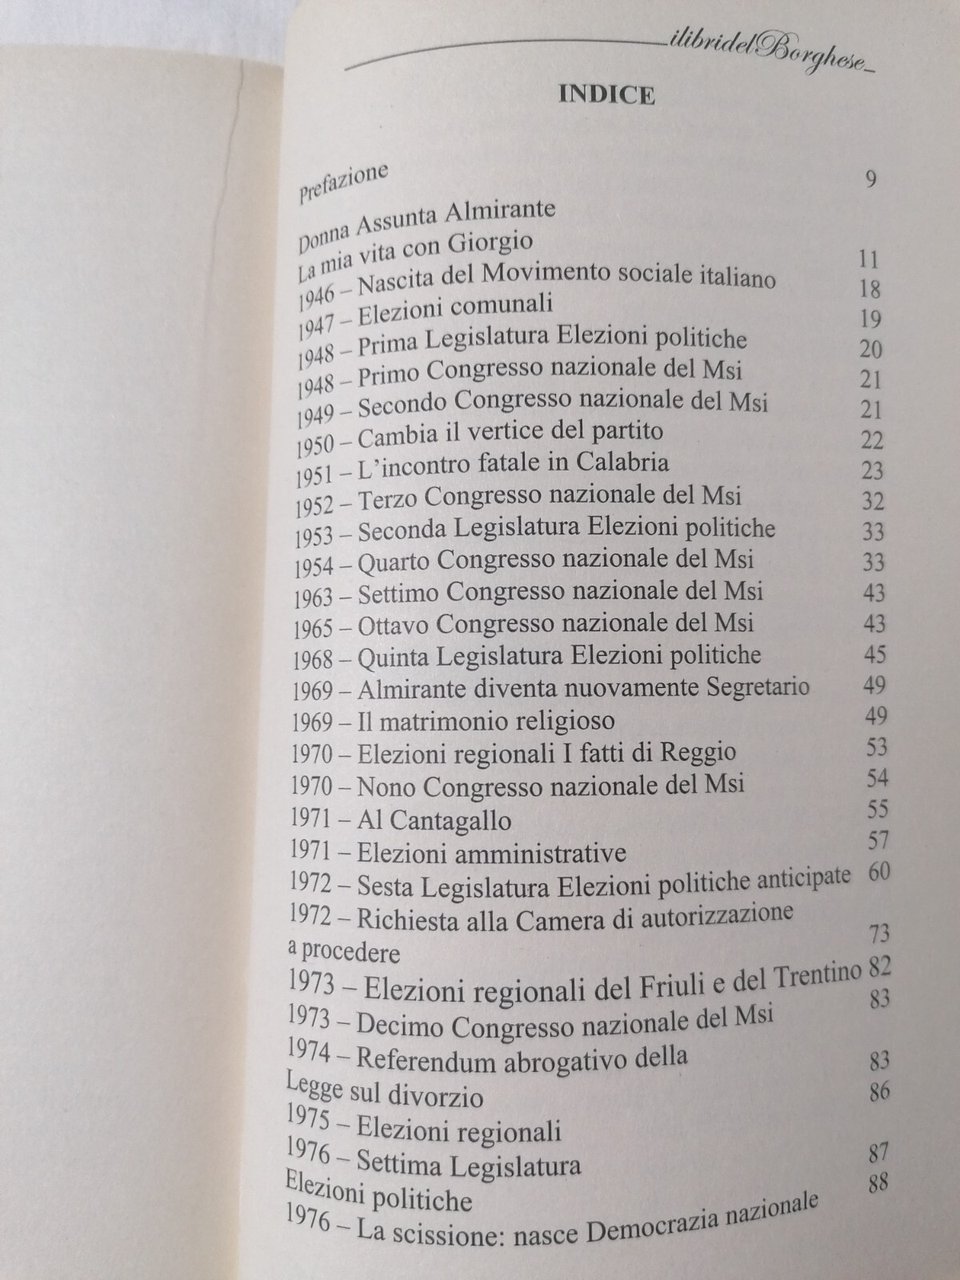 ilibridelBorghese_
INDICE
Prefazione 9
Donna Assunta Almirante
La mia vita con Giorgio 11
1946 – Nascita del Movimento sociale italiano 18
1947 – Elezioni comunali 19
1948 – Prima Legislatura Elezioni politiche 20
1948 – Primo Congresso nazionale del Msi 21
1949 – Secondo Congresso nazionale del Msi 21
1950 – Cambia il vertice del partito 22
1951 – L'incontro fatale in Calabria 23
1952 – Terzo Congresso nazionale del Msi 32
1953 – Seconda Legislatura Elezioni politiche 33
1954 – Quarto Congresso nazionale del Msi 33
1963 – Settimo Congresso nazionale del Msi 43
1965 – Ottavo Congresso nazionale del Msi 43
1968 – Quinta Legislatura Elezioni politiche 45
1969 – Almirante diventa nuovamente Segretario 49
1969 – Il matrimonio religioso 49
1970 – Elezioni regionali I fatti di Reggio 53
1970 – Nono Congresso nazionale del Msi 54
1971 – Al Cantagallo 55
1971 – Elezioni amministrative 57
1972 – Sesta Legislatura Elezioni politiche anticipate 60
1972 – Richiesta alla Camera di autorizzazione
a procedere 73
1973 – Elezioni regionali del Friuli e del Trentino 82
1973 – Decimo Congresso nazionale del Msi 83
1974 – Referendum abrogativo della
Legge sul divorzio 83
1975 – Elezioni regionali 86
1976 – Settima Legislatura
Elezioni politiche 87
1976 – La scissione: nasce Democrazia nazionale 88